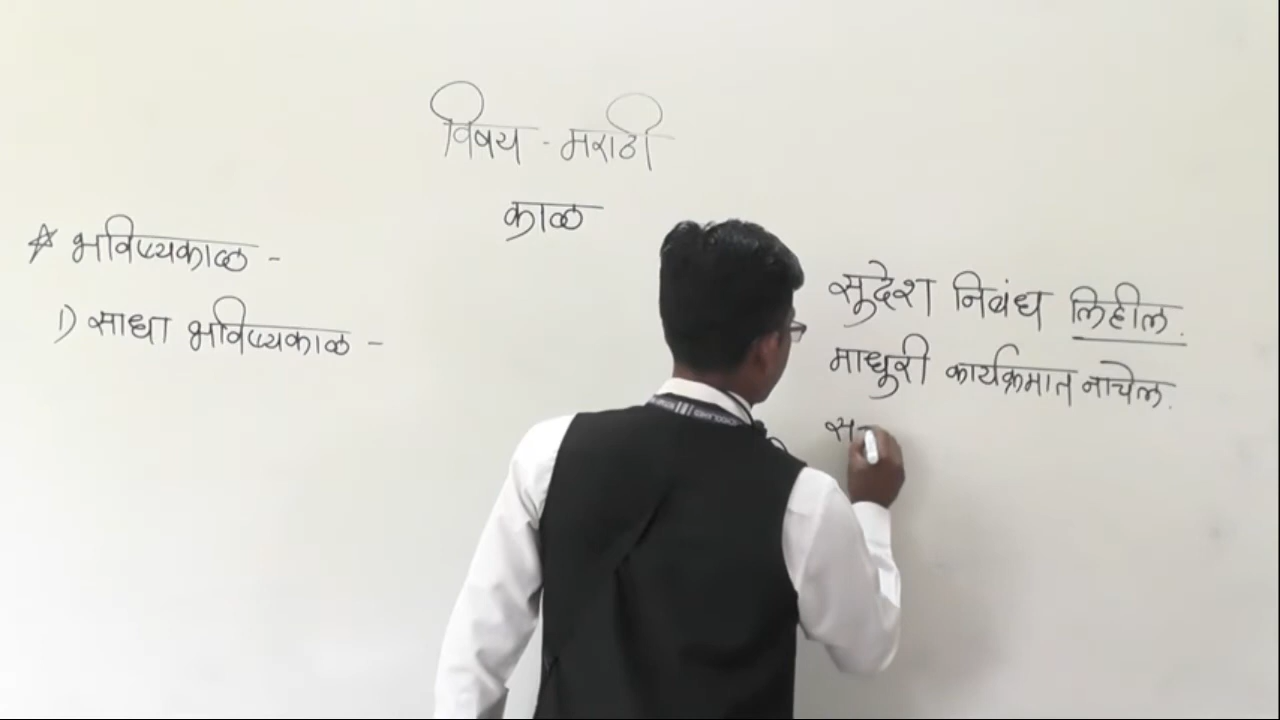 विषय - मराठी
काळ
☆ भविष्यकाळ -
1) साधा भविष्यकाळ -
सुदेश निबंध लिहील.
माधुरी कार्यक्रमात नाचेल.
स